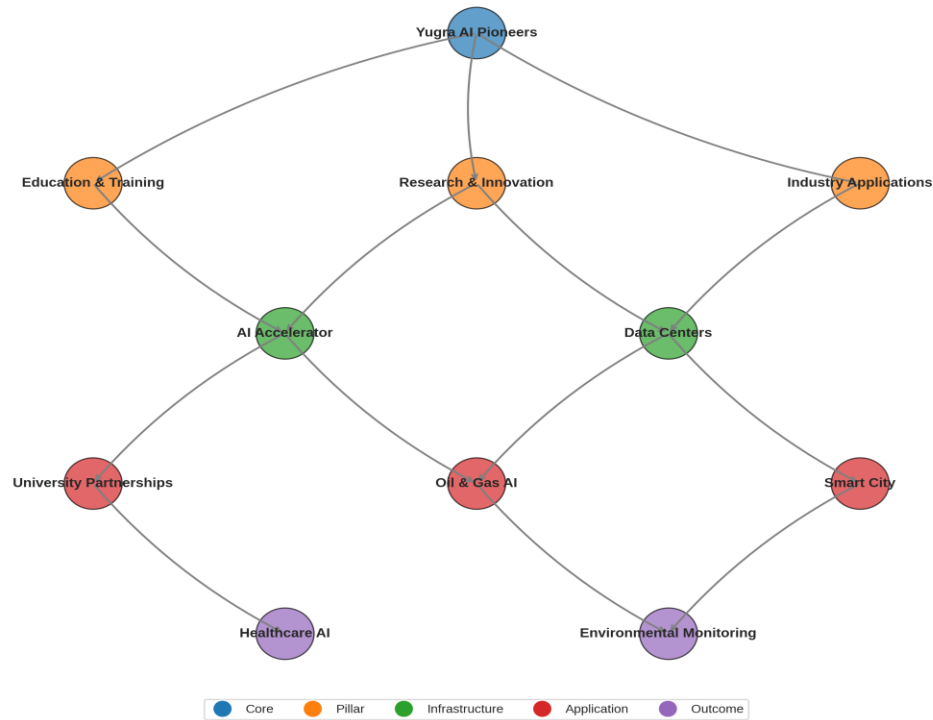 Yugra AI Pioneers
Education & Training
Research & Innovation
Industry Applications
AI Accelerator
Data Centers
University Partnerships
Oil & Gas AI
Smart City
Healthcare AI
Environmental Monitoring
Core
Pillar
Infrastructure
Application
Outcome